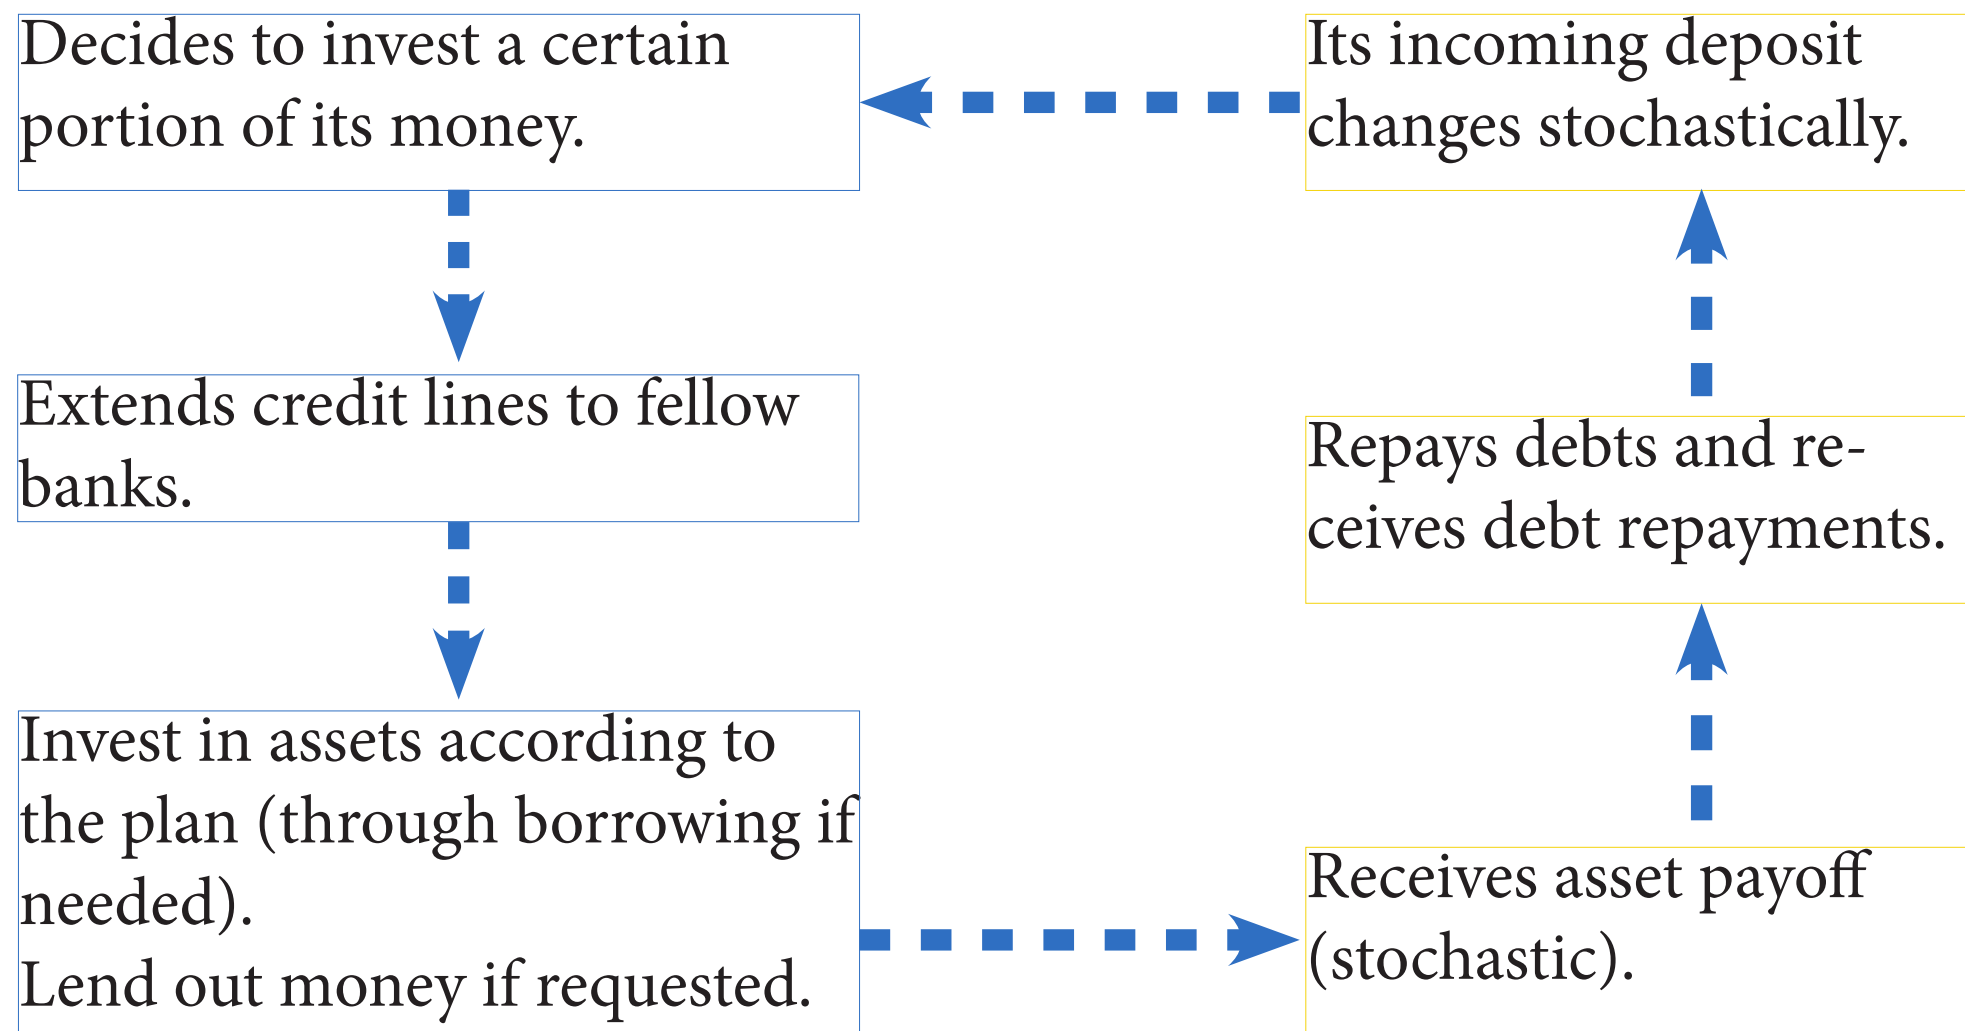 Decides to invest a certain
portion of its money.
Extends credit lines to fellow
banks.
Invest in assets according to
the plan (through borrowing if
needed).
Lend out money if requested.
Receives asset payoff
(stochastic).
Repays debts and re-
ceives debt repayments.
Its incoming deposit
changes stochastically.